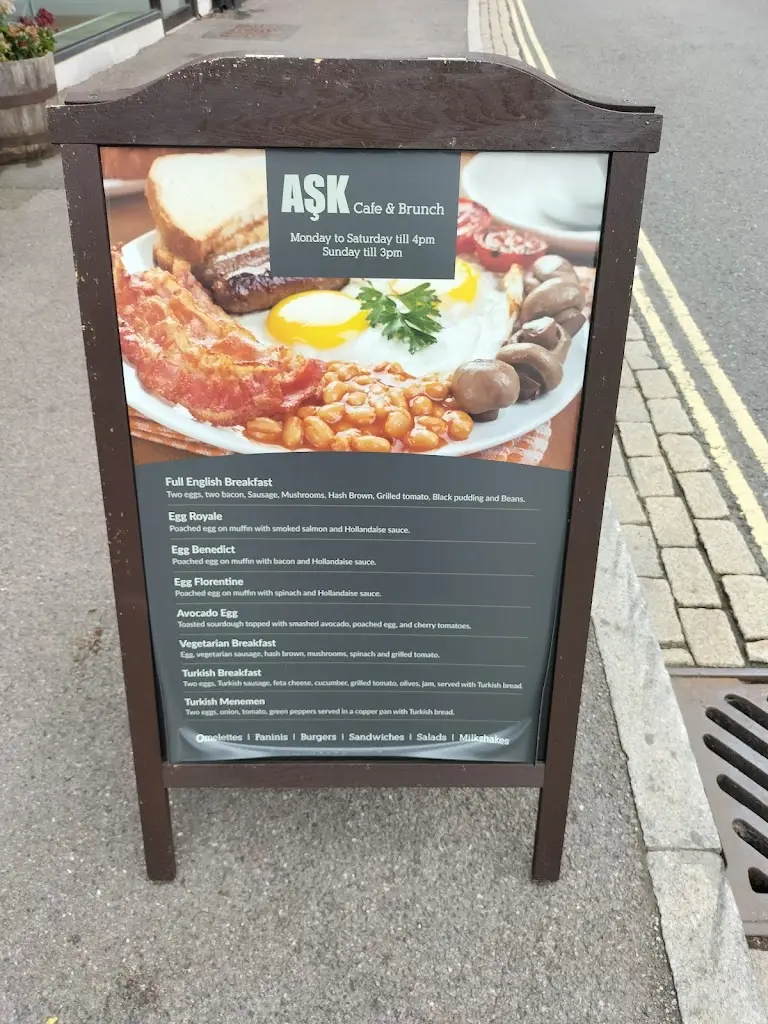 AŞK Cafe & Brunch
Monday to Saturday till 4pm
Sunday till 3pm
Full English Breakfast
Two eggs, two bacon, Sausage, Mushrooms, Hash Brown, Grilled tomato, Black pudding and Beans.
Egg Royale
Poached egg on muffin with smoked salmon and Hollandaise sauce.
Egg Benedict
Poached egg on muffin with bacon and Hollandaise sauce.
Egg Florentine
Poached egg on muffin with spinach and Hollandaise sauce.
Avocado Egg
Toasted sourdough topped with smashed avocado, poached egg, and cherry tomatoes.
Vegetarian Breakfast
Egg, vegetarian sausage, hash brown, mushrooms, spinach and grilled tomato.
Turkish Breakfast
Two eggs, Turkish sausage, feta cheese, cucumber, grilled tomato, olives, jam, served with Turkish bread.
Turkish Menemen
Two eggs, onion, tomato, green peppers served in a copper pan with Turkish bread.
Omelettes | Paninis | Burgers | Sandwiches | Salads | Milkshakes